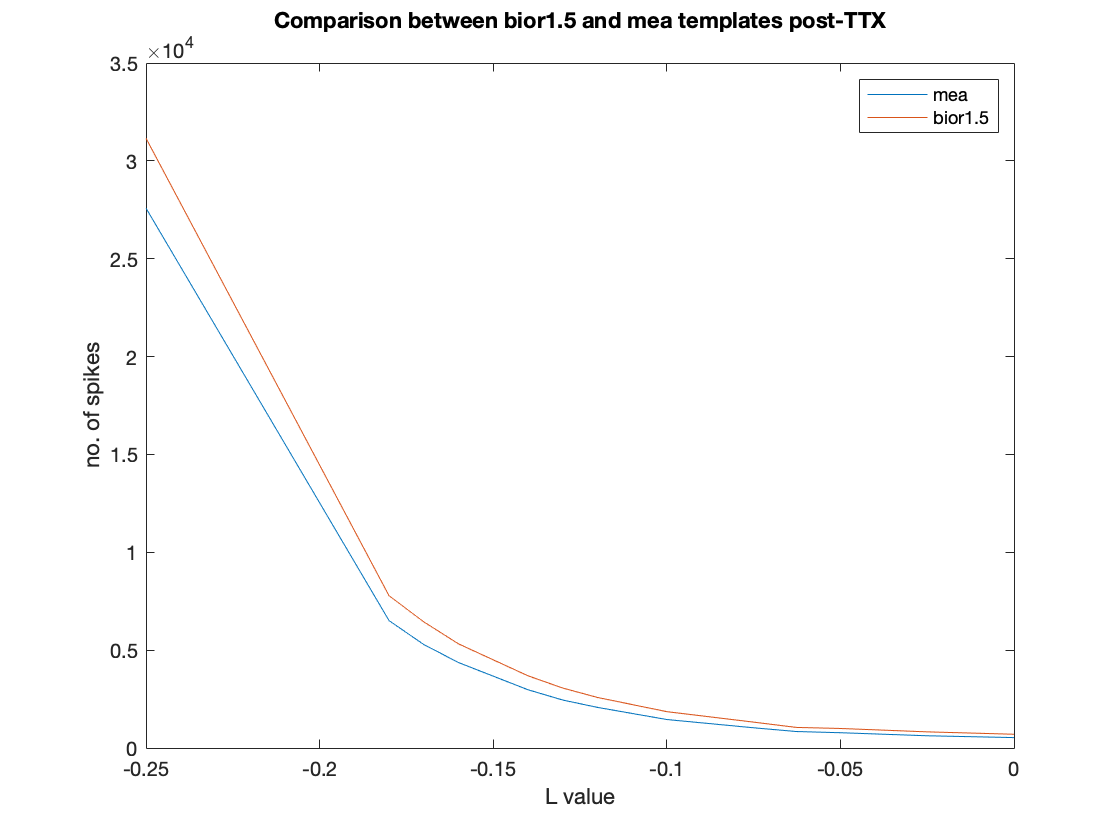 Comparison between bior1.5 and mea templates post-TTX
×10^4
3.5
3
2.5
2
1.5
1
0.5
0
no. of spikes
mea
bior1.5
-0.25 -0.2 -0.15 -0.1 -0.05 0
L value